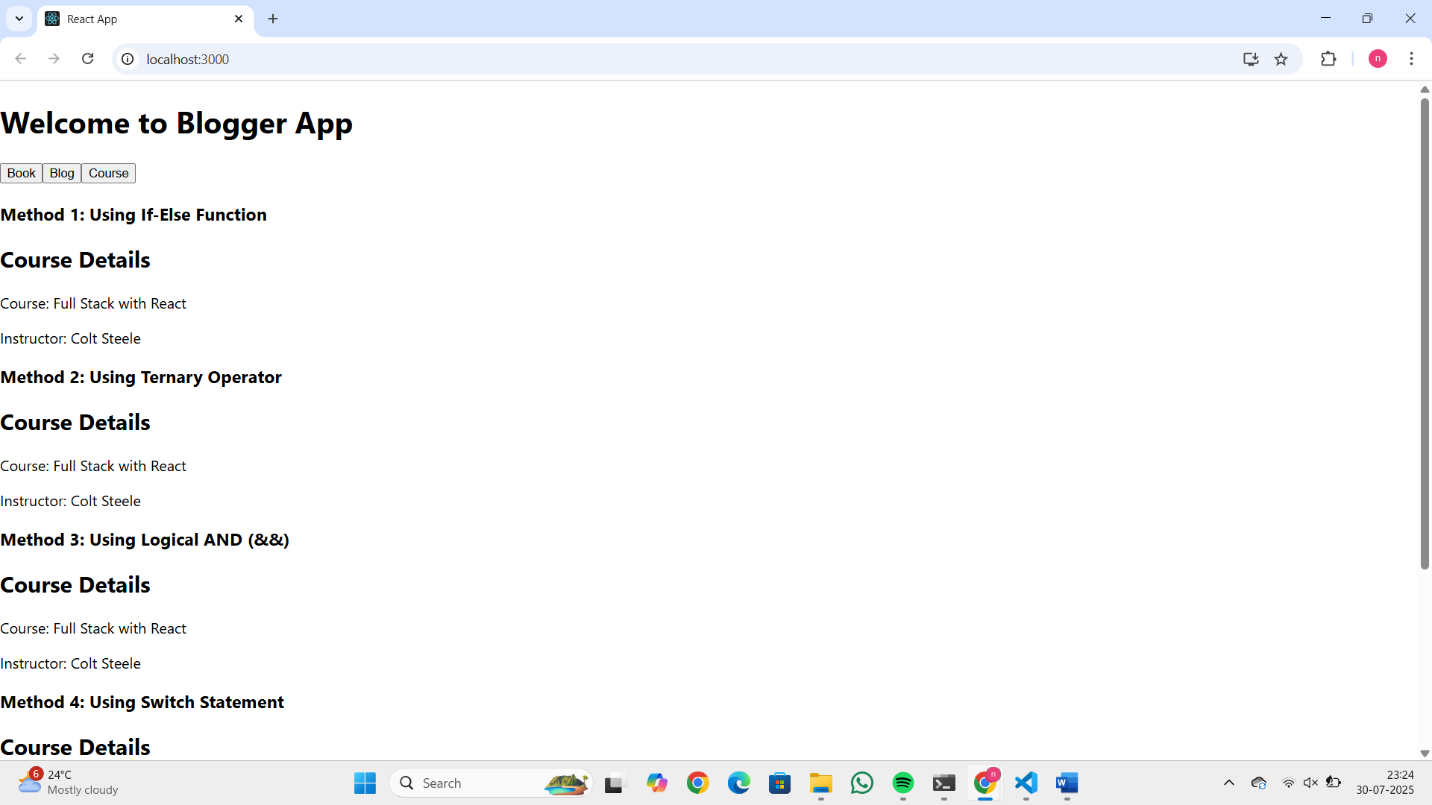 React App
localhost:3000
n
Welcome to Blogger App
Book Blog Course
Method 1: Using If-Else Function
Course Details
Course: Full Stack with React
Instructor: Colt Steele
Method 2: Using Ternary Operator
Course Details
Course: Full Stack with React
Instructor: Colt Steele
Method 3: Using Logical AND (&&)
Course Details
Course: Full Stack with React
Instructor: Colt Steele
Method 4: Using Switch Statement
Course Details
6
24°C
Mostly cloudy
Search
n
23:24
30-07-2025